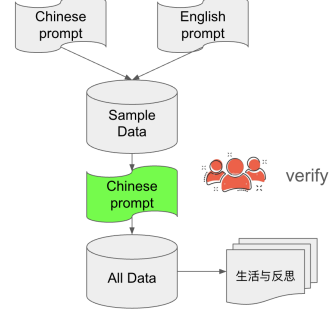 Chinese
prompt
English
prompt
Sample
Data
Chinese
prompt
verify
All Data
生活与反思